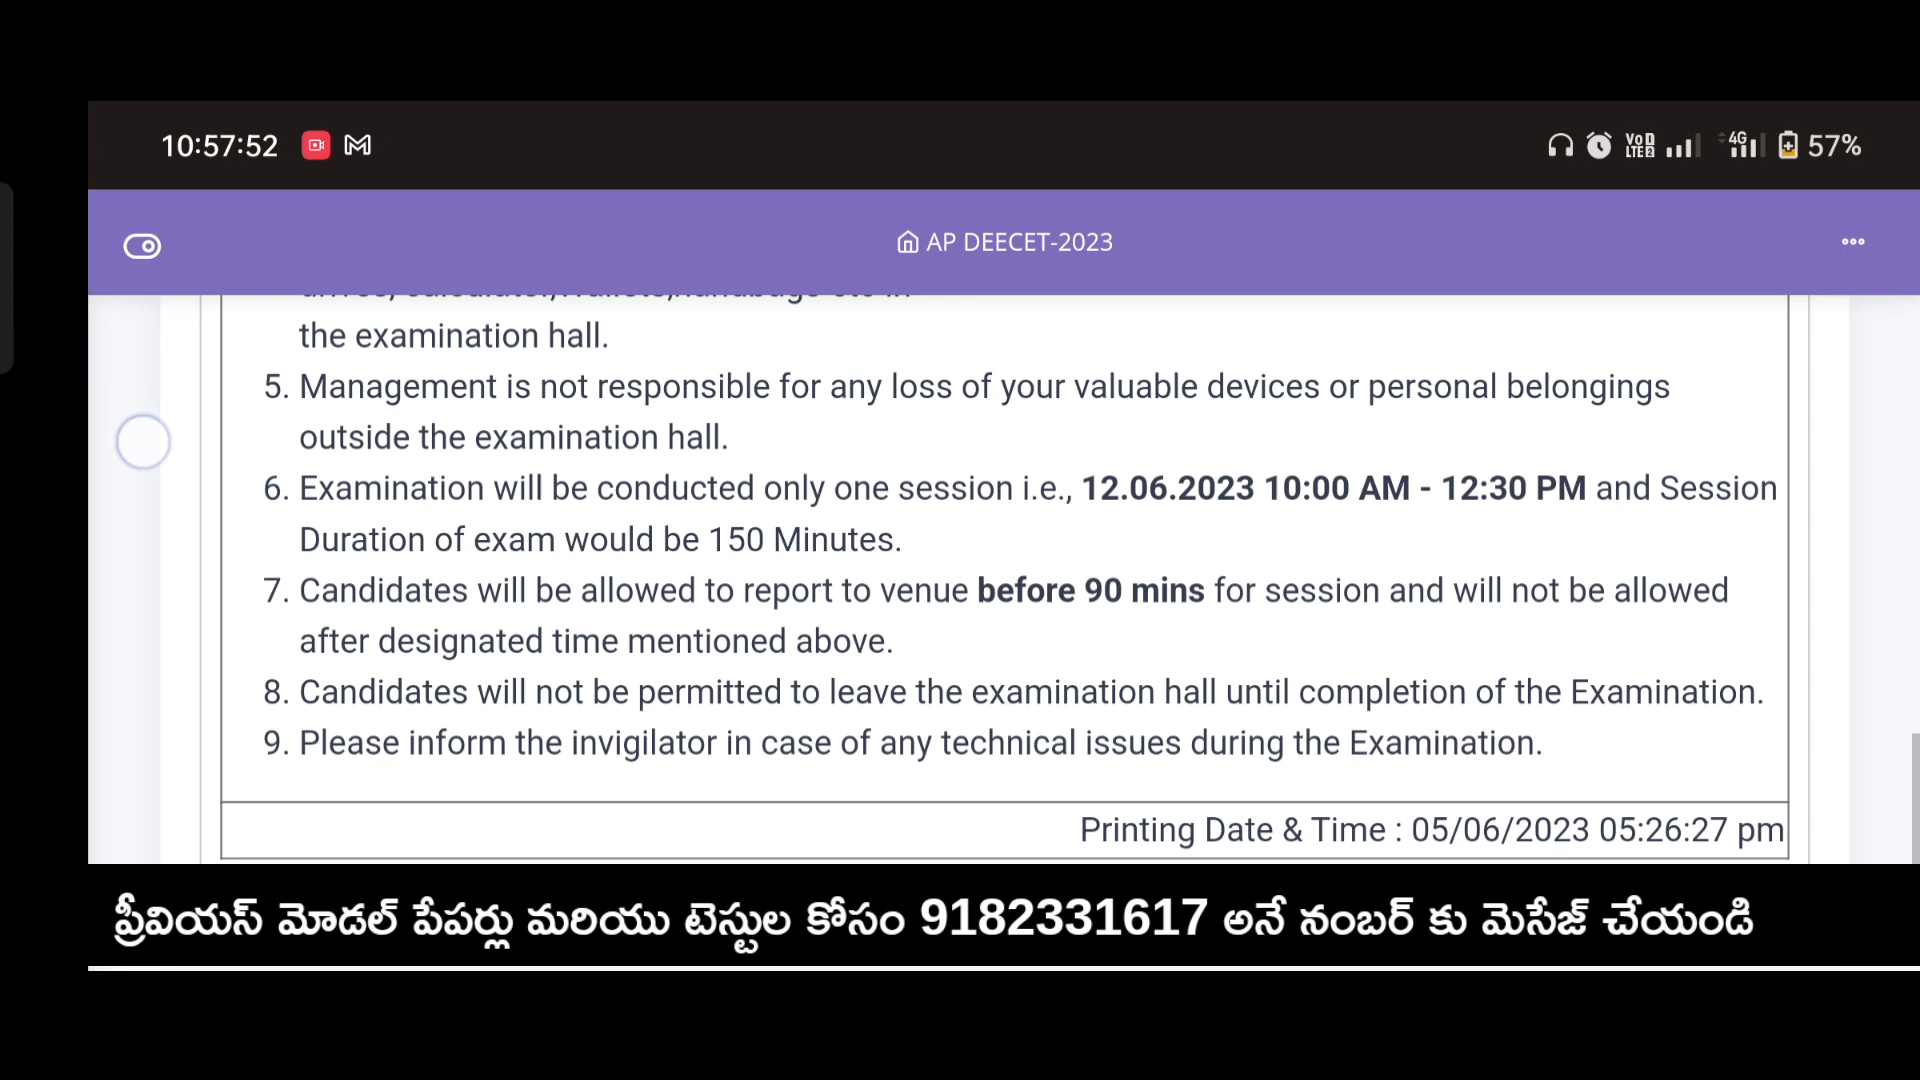 10:57:52
VoD LTE2 4G 57%
AP DEECET-2023
the examination hall.
5. Management is not responsible for any loss of your valuable devices or personal belongings
outside the examination hall.
6. Examination will be conducted only one session i.e., 12.06.2023 10:00 AM - 12:30 PM and Session
Duration of exam would be 150 Minutes.
7. Candidates will be allowed to report to venue before 90 mins for session and will not be allowed
after designated time mentioned above.
8. Candidates will not be permitted to leave the examination hall until completion of the Examination.
9. Please inform the invigilator in case of any technical issues during the Examination.
Printing Date & Time : 05/06/2023 05:26:27 pm
ప్రీవియస్ మోడల్ పేపర్లు మరియు టెస్టుల కోసం 9182331617 అనే నంబర్ కు మెసేజ్ చేయండి